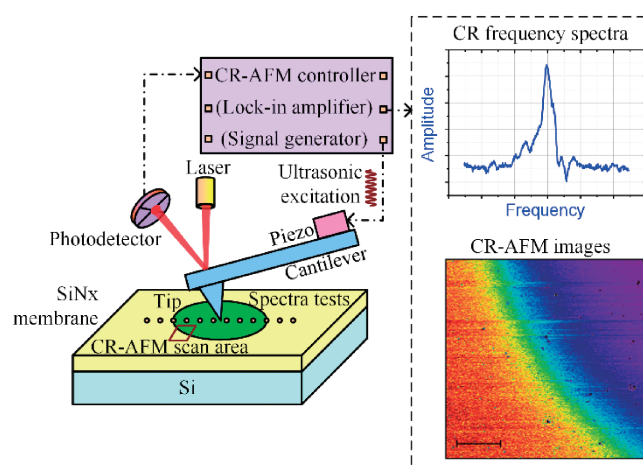 CR-AFM controller
(Lock-in amplifier)
(Signal generator)
Laser
Ultrasonic
excitation
Photodetector
Piezo
Cantilever
SiNx
membrane
Tip
Spectra tests
CR-AFM scan area
Si
CR frequency spectra
Amplitude
Frequency
CR-AFM images